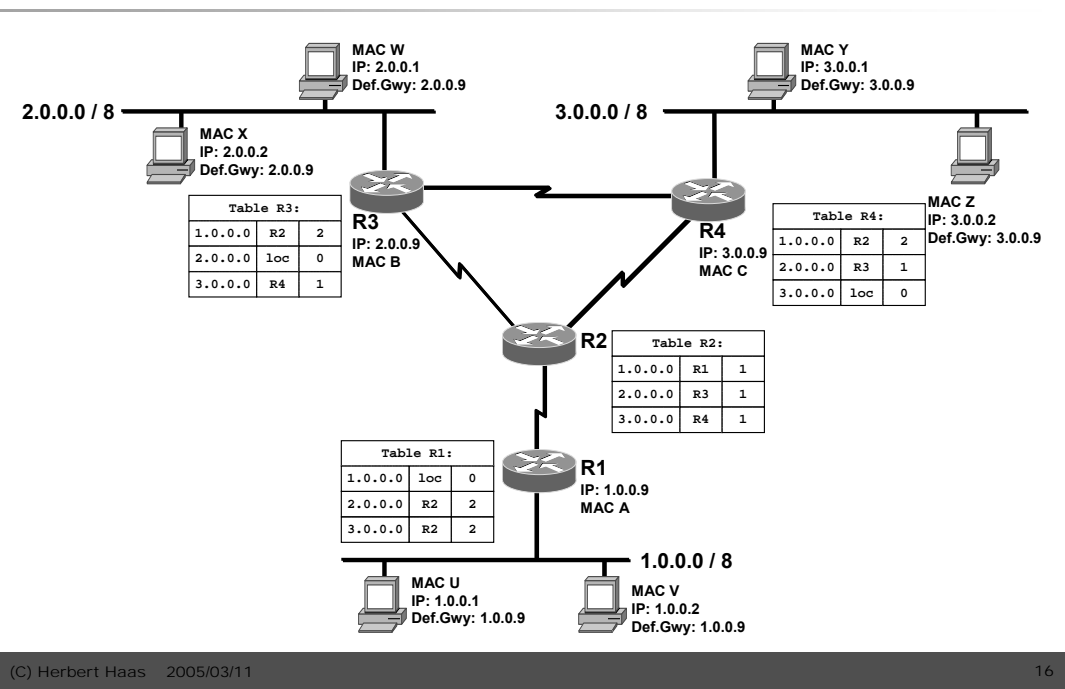 MAC W
IP: 2.0.0.1
Def.Gwy: 2.0.0.9
MAC Y
IP: 3.0.0.1
Def.Gwy: 3.0.0.9
2.0.0.0 / 8
3.0.0.0 / 8
MAC X
IP: 2.0.0.2
Def.Gwy: 2.0.0.9
MAC Z
IP: 3.0.0.2
Def.Gwy: 3.0.0.9
Table R3:
1.0.0.0 R2 2
2.0.0.0 loc 0
3.0.0.0 R4 1
R3
IP: 2.0.0.9
MAC B
R4
IP: 3.0.0.9
MAC C
Table R4:
1.0.0.0 R2 2
2.0.0.0 R3 1
3.0.0.0 loc 0
R2
Table R2:
1.0.0.0 R1 1
2.0.0.0 R3 1
3.0.0.0 R4 1
Table R1:
1.0.0.0 loc 0
2.0.0.0 R2 2
3.0.0.0 R2 2
R1
IP: 1.0.0.9
MAC A
1.0.0.0 / 8
MAC U
IP: 1.0.0.1
Def.Gwy: 1.0.0.9
MAC V
IP: 1.0.0.2
Def.Gwy: 1.0.0.9
(C) Herbert Haas 2005/03/11
16